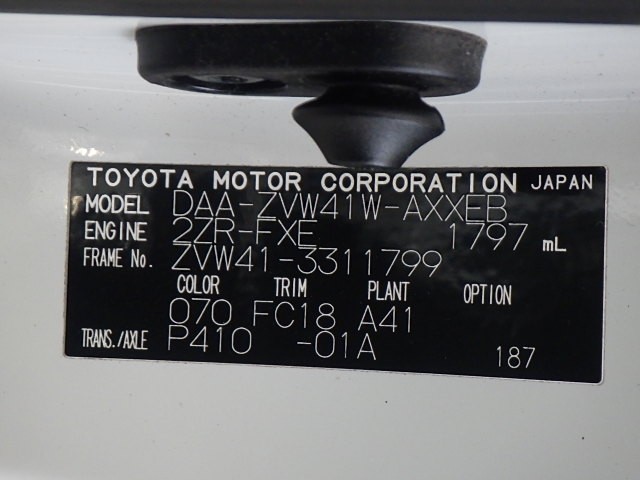 TOYOTA MOTOR CORPORATION JAPAN
MODEL DAA-ZVW41W-AXXEB
ENGINE 2ZR-FXE 1797 mL
FRAME No. ZVW41-3311799
COLOR TRIM PLANT OPTION
070 FC18 A41
TRANS./AXLE P410 -01A 187